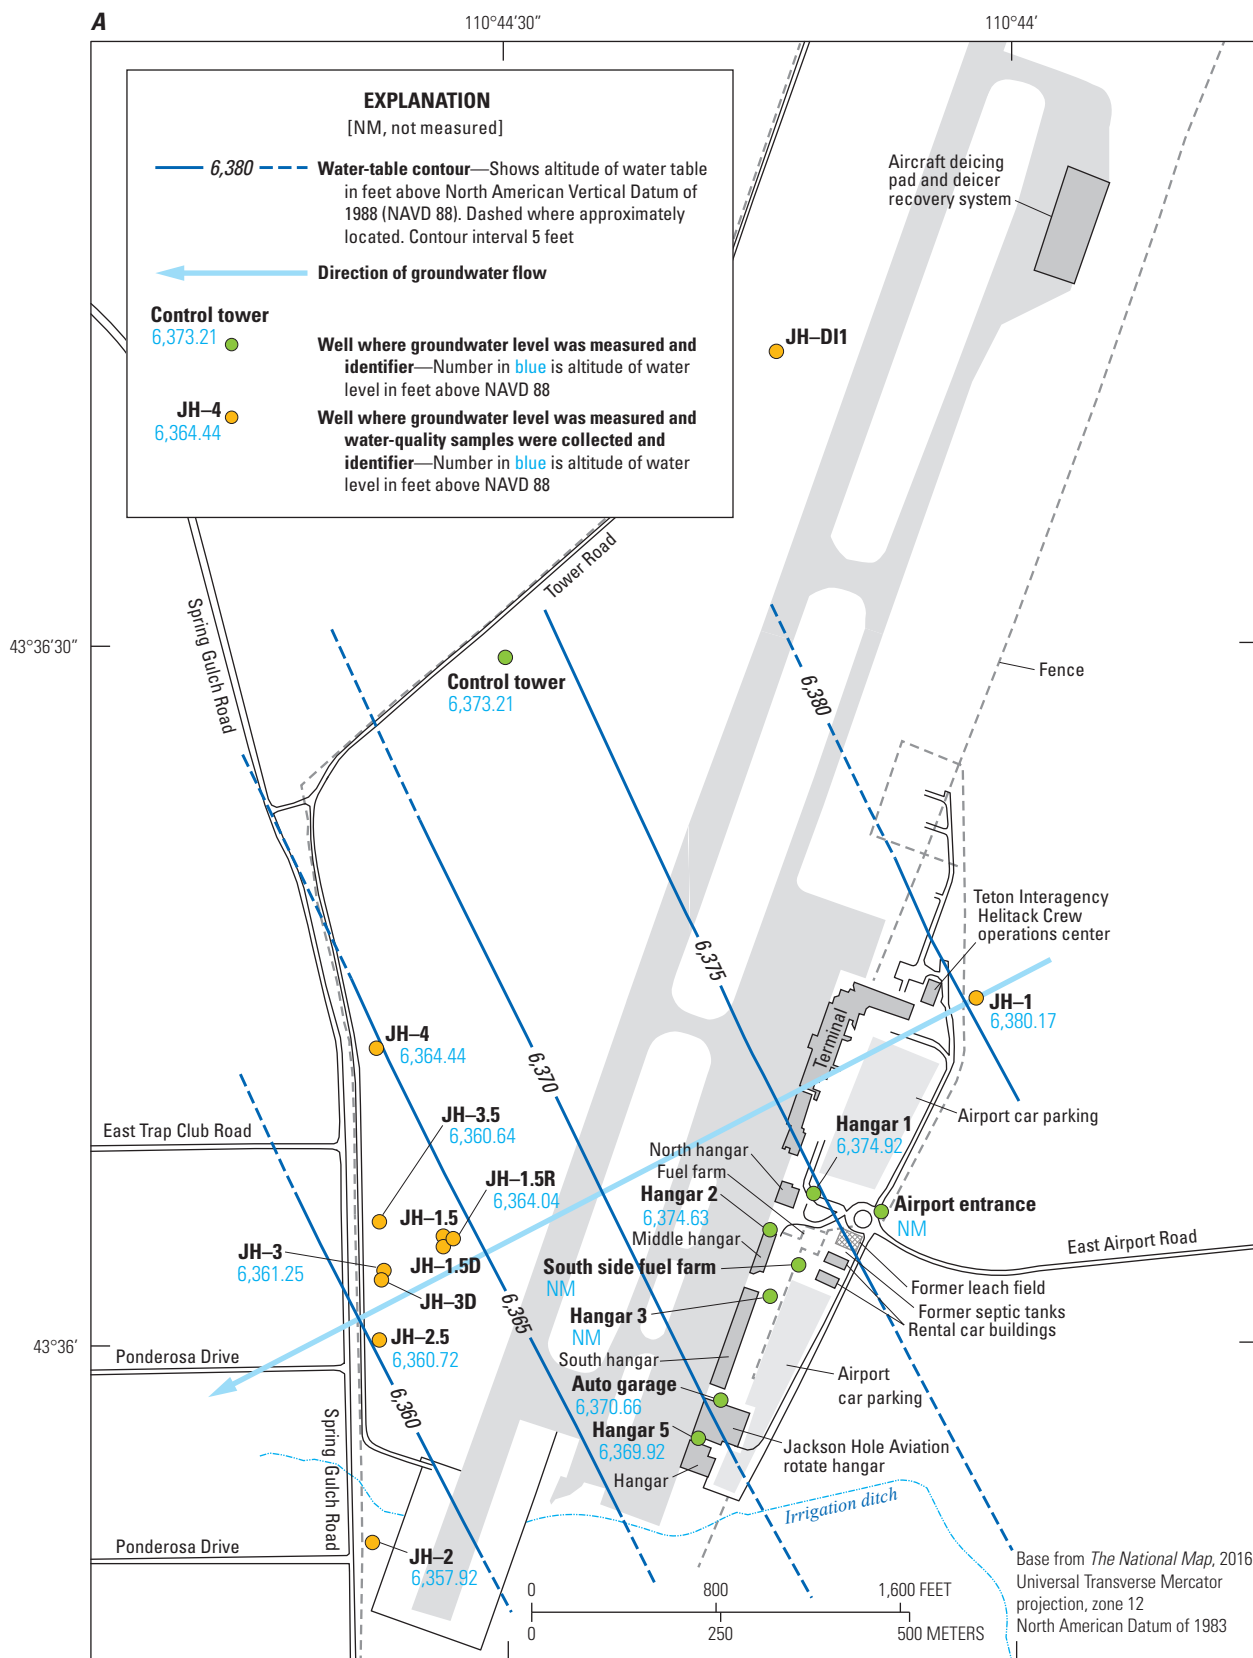 A
110°44'30"
110°44'
EXPLANATION
[NM, not measured]
6,380
Water-table contour—Shows altitude of water table
in feet above North American Vertical Datum of
1988 (NAVD 88). Dashed where approximately
located. Contour interval 5 feet
Direction of groundwater flow
Control tower
6,373.21
Well where groundwater level was measured and
identifier—Number in blue is altitude of water
level in feet above NAVD 88
JH–4
6,364.44
Well where groundwater level was measured and
water-quality samples were collected and
identifier—Number in blue is altitude of water
level in feet above NAVD 88
Aircraft deicing
pad and deicer
recovery system
JH–DI1
Tower Road
Spring Gulch Road
43°36'30"
Control tower
6,373.21
6,380
Fence
Teton Interagency
Helitack Crew
operations center
6,375
JH–1
6,380.17
Terminal
JH–4
6,364.44
6,370
Airport car parking
JH–3.5
6,360.64
East Trap Club Road
Hangar 1
6,374.92
North hangar
Fuel farm
JH–1.5R
6,364.04
Hangar 2
6,374.63
Airport entrance
NM
JH–1.5
Middle hangar
East Airport Road
JH–3
6,361.25
JH–1.5D
South side fuel farm
NM
Former leach field
JH–3D
Former septic tanks
Hangar 3
NM
6,365
Rental car buildings
43°36'
JH–2.5
6,360.72
Ponderosa Drive
South hangar
Airport
car parking
Auto garage
6,370.66
6,360
Hangar 5
6,369.92
Spring Gulch Road
Jackson Hole Aviation
rotate hangar
Hangar
Irrigation ditch
Ponderosa Drive
JH–2
6,357.92
0 800 1,600 FEET
0 250 500 METERS
Base from The National Map, 2016
Universal Transverse Mercator
projection, zone 12
North American Datum of 1983